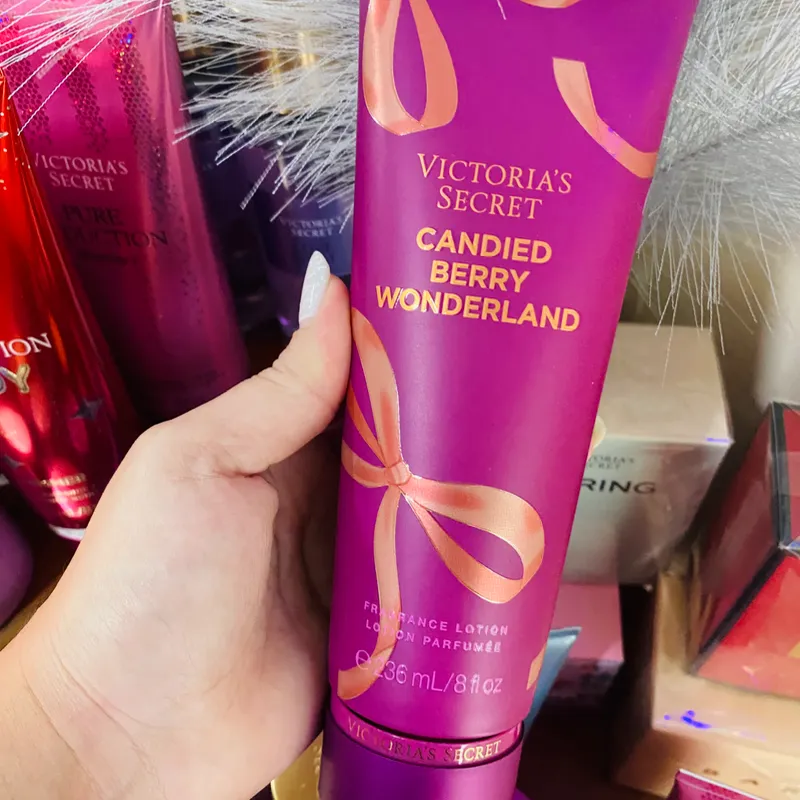 VICTORIA'S
SECRET
CANDIED
BERRY
WONDERLAND
FRAGRANCE LOTION
LOTION PARFUMÉE
℮ 236 mL/8 fl oz
VICTORIA'S SECRET
VICTORIA'S
SECRET
PURE
VICTORIA'S
SECRET